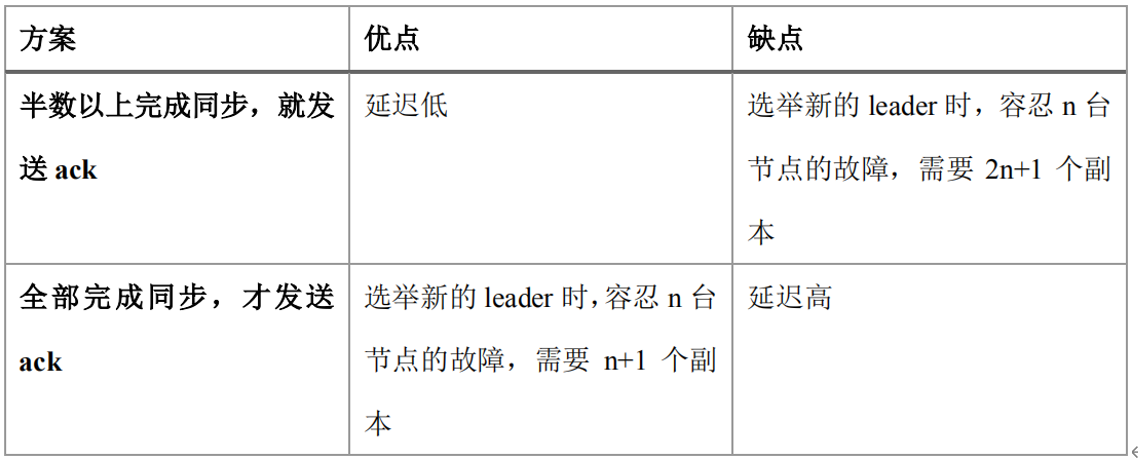 方案
优点
缺点
半数以上完成同步，就发
送 ack
延迟低
选举新的 leader 时，容忍 n 台
节点的故障，需要 2n+1 个副
本
全部完成同步，才发送
ack
选举新的 leader 时，容忍 n 台
节点的故障，需要 n+1 个副
本
延迟高